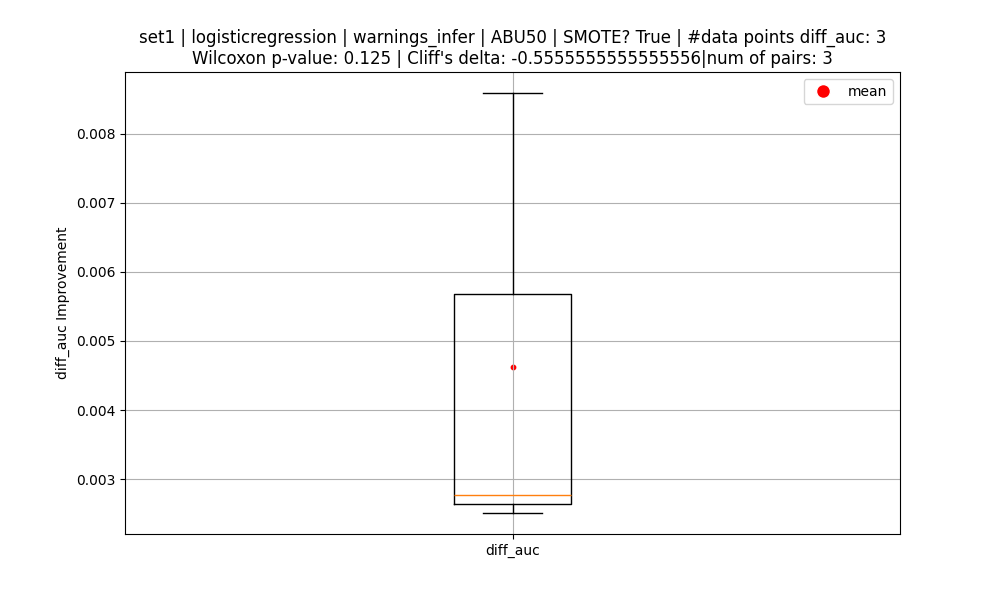 set1 | logisticregression | warnings_infer | ABU50 | SMOTE? True | #data points diff_auc: 3
Wilcoxon p-value: 0.125 | Cliff's delta: -0.5555555555555556|num of pairs: 3
mean
0.008
0.007
0.006
0.005
0.004
0.003
diff_auc Improvement
diff_auc